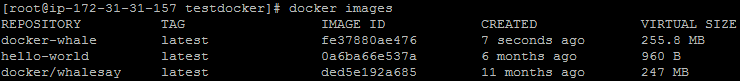 [root@ip-172-31-31-157 testdocker]# docker images
REPOSITORY TAG IMAGE ID CREATED VIRTUAL SIZE
docker-whale latest fe37880ae476 7 seconds ago 255.8 MB
hello-world latest 0a6ba66e537a 6 months ago 960 B
docker/whalesay latest ded5e192a685 11 months ago 247 MB